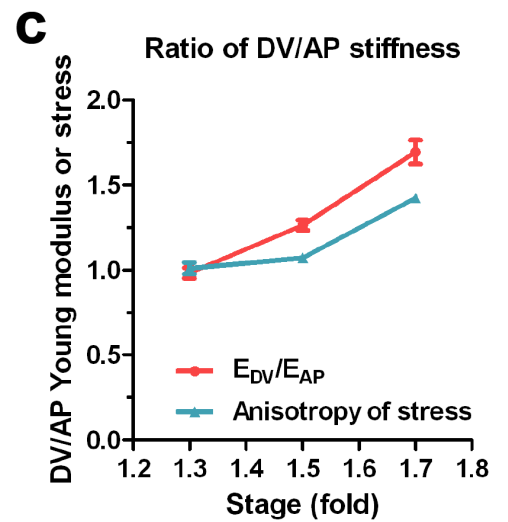 C
Ratio of DV/AP stiffness
DV/AP Young modulus or stress
2.0
1.5
1.0
0.5
0.0
E_DV/E_AP
Anisotropy of stress
1.2 1.3 1.4 1.5 1.6 1.7 1.8
Stage (fold)